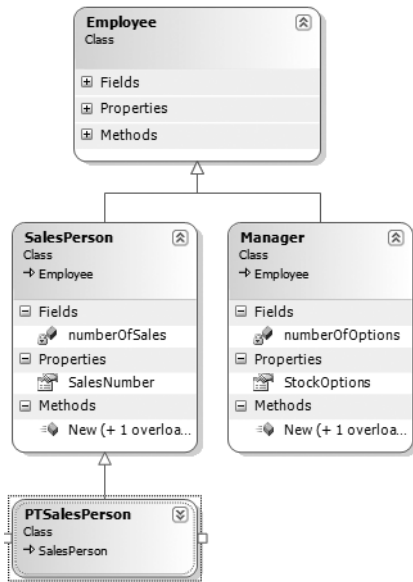 Employee
Class
Fields
Properties
Methods
SalesPerson
Class
Employee
Fields
numberOfSales
Properties
SalesNumber
Methods
New (+ 1 overloa...
Manager
Class
Employee
Fields
numberOfOptions
Properties
StockOptions
Methods
New (+ 1 overloa...
PTSalesPerson
Class
SalesPerson